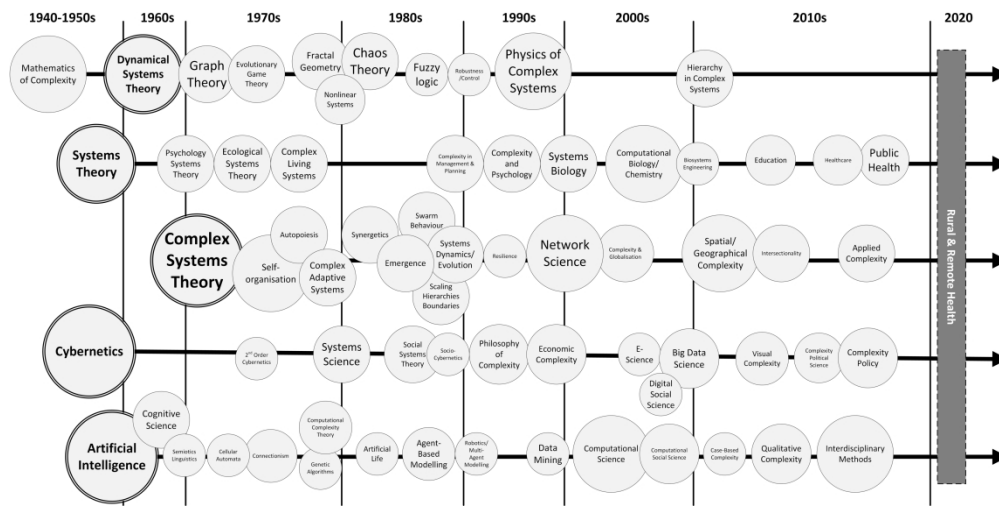 1940-1950s
1960s
1970s
1980s
1990s
2000s
2010s
2020
Mathematics
of Complexity
Dynamical
Systems
Theory
Graph
Theory
Evolutionary
Game
Theory
Fractal
Geometry
Nonlinear
Systems
Chaos
Theory
Fuzzy
logic
Robustness
/Control
Physics of
Complex
Systems
Hierarchy
in Complex
Systems
Systems
Theory
Psychology
Systems
Theory
Ecological
Systems
Theory
Complex
Living
Systems
Complexity in
Management &
Planning
Complexity
and
Psychology
Systems
Biology
Computational
Biology/
Chemistry
Biosystems
Engineering
Education
Healthcare
Public
Health
Complex
Systems
Theory
Self-
organisation
Autopoiesis
Complex
Adaptive
Systems
Synergetics
Emergence
Swarm
Behaviour
Systems
Dynamics/
Evolution
Scaling
Hierarchies
Boundaries
Resilience
Network
Science
Complexity &
Globalisation
Spatial/
Geographical
Complexity
Intersectionality
Applied
Complexity
Cybernetics
2nd Order
Cybernetics
Systems
Science
Social
Systems
Theory
Socio-
Cybernetics
Philosophy
of
Complexity
Economic
Complexity
E-
Science
Digital
Social
Science
Big Data
Science
Visual
Complexity
Complexity
Political
Science
Complexity
Policy
Artificial
Intelligence
Cognitive
Science
Semiotics
Linguistics
Cellular
Automata
Connectionism
Computational
Complexity
Theory
Genetic
Algorithms
Artificial
Life
Agent-
Based
Modelling
Robotics/
Multi-
Agent
Modelling
Data
Mining
Computational
Science
Computational
Social Science
Case-Based
Complexity
Qualitative
Complexity
Interdisciplinary
Methods
Rural & Remote Health